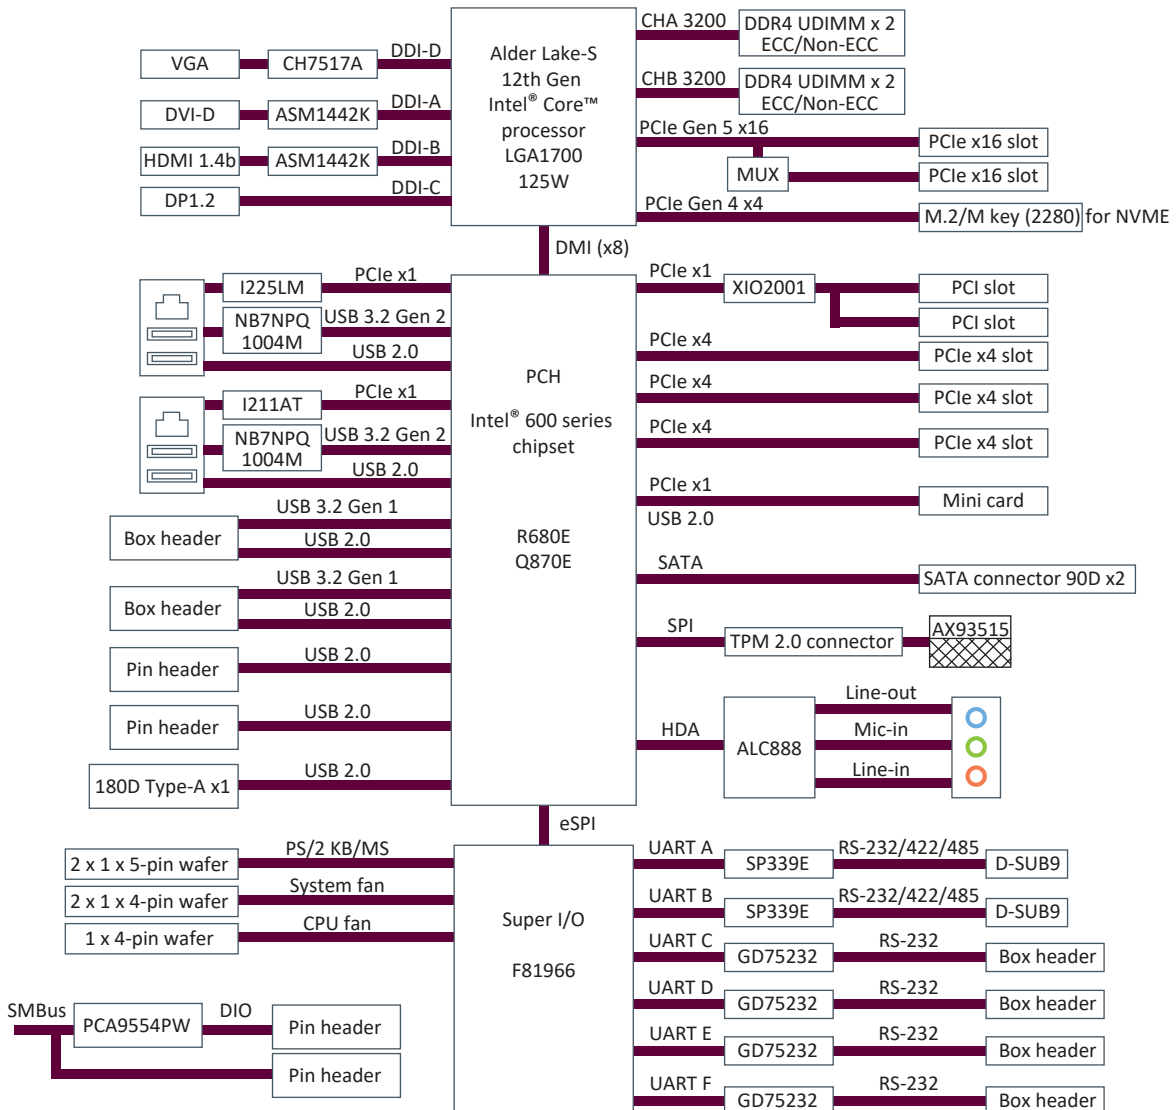 CHA 3200
DDR4 UDIMM x 2
ECC/Non-ECC
VGA
CH7517A
DDI-D
Alder Lake-S
12th Gen
Intel® Core™
processor
LGA1700
125W
CHB 3200
DDR4 UDIMM x 2
ECC/Non-ECC
DVI-D
ASM1442K
DDI-A
PCIe Gen 5 x16
PCIe x16 slot
HDMI 1.4b
ASM1442K
DDI-B
MUX
PCIe x16 slot
DP1.2
DDI-C
PCIe Gen 4 x4
M.2/M key (2280) for NVME
DMI (x8)
I225LM
PCIe x1
NB7NPQ
1004M
USB 3.2 Gen 2
USB 2.0
I211AT
PCIe x1
NB7NPQ
1004M
USB 3.2 Gen 2
USB 2.0
Box header
USB 3.2 Gen 1
USB 2.0
Box header
USB 3.2 Gen 1
USB 2.0
Pin header
USB 2.0
Pin header
USB 2.0
180D Type-A x1
USB 2.0
PCH
Intel® 600 series
chipset
R680E
Q870E
PCIe x1
XIO2001
PCI slot
PCI slot
PCIe x4
PCIe x4 slot
PCIe x4
PCIe x4 slot
PCIe x4
PCIe x4 slot
PCIe x1
USB 2.0
Mini card
SATA
SATA connector 90D x2
SPI
TPM 2.0 connector
AX93515
HDA
ALC888
Line-out
Mic-in
Line-in
eSPI
2 x 1 x 5-pin wafer
PS/2 KB/MS
2 x 1 x 4-pin wafer
System fan
1 x 4-pin wafer
CPU fan
Super I/O
F81966
UART A
SP339E
RS-232/422/485
D-SUB9
UART B
SP339E
RS-232/422/485
D-SUB9
UART C
GD75232
RS-232
Box header
UART D
GD75232
RS-232
Box header
UART E
GD75232
RS-232
Box header
UART F
GD75232
RS-232
Box header
SMBus
PCA9554PW
DIO
Pin header
Pin header